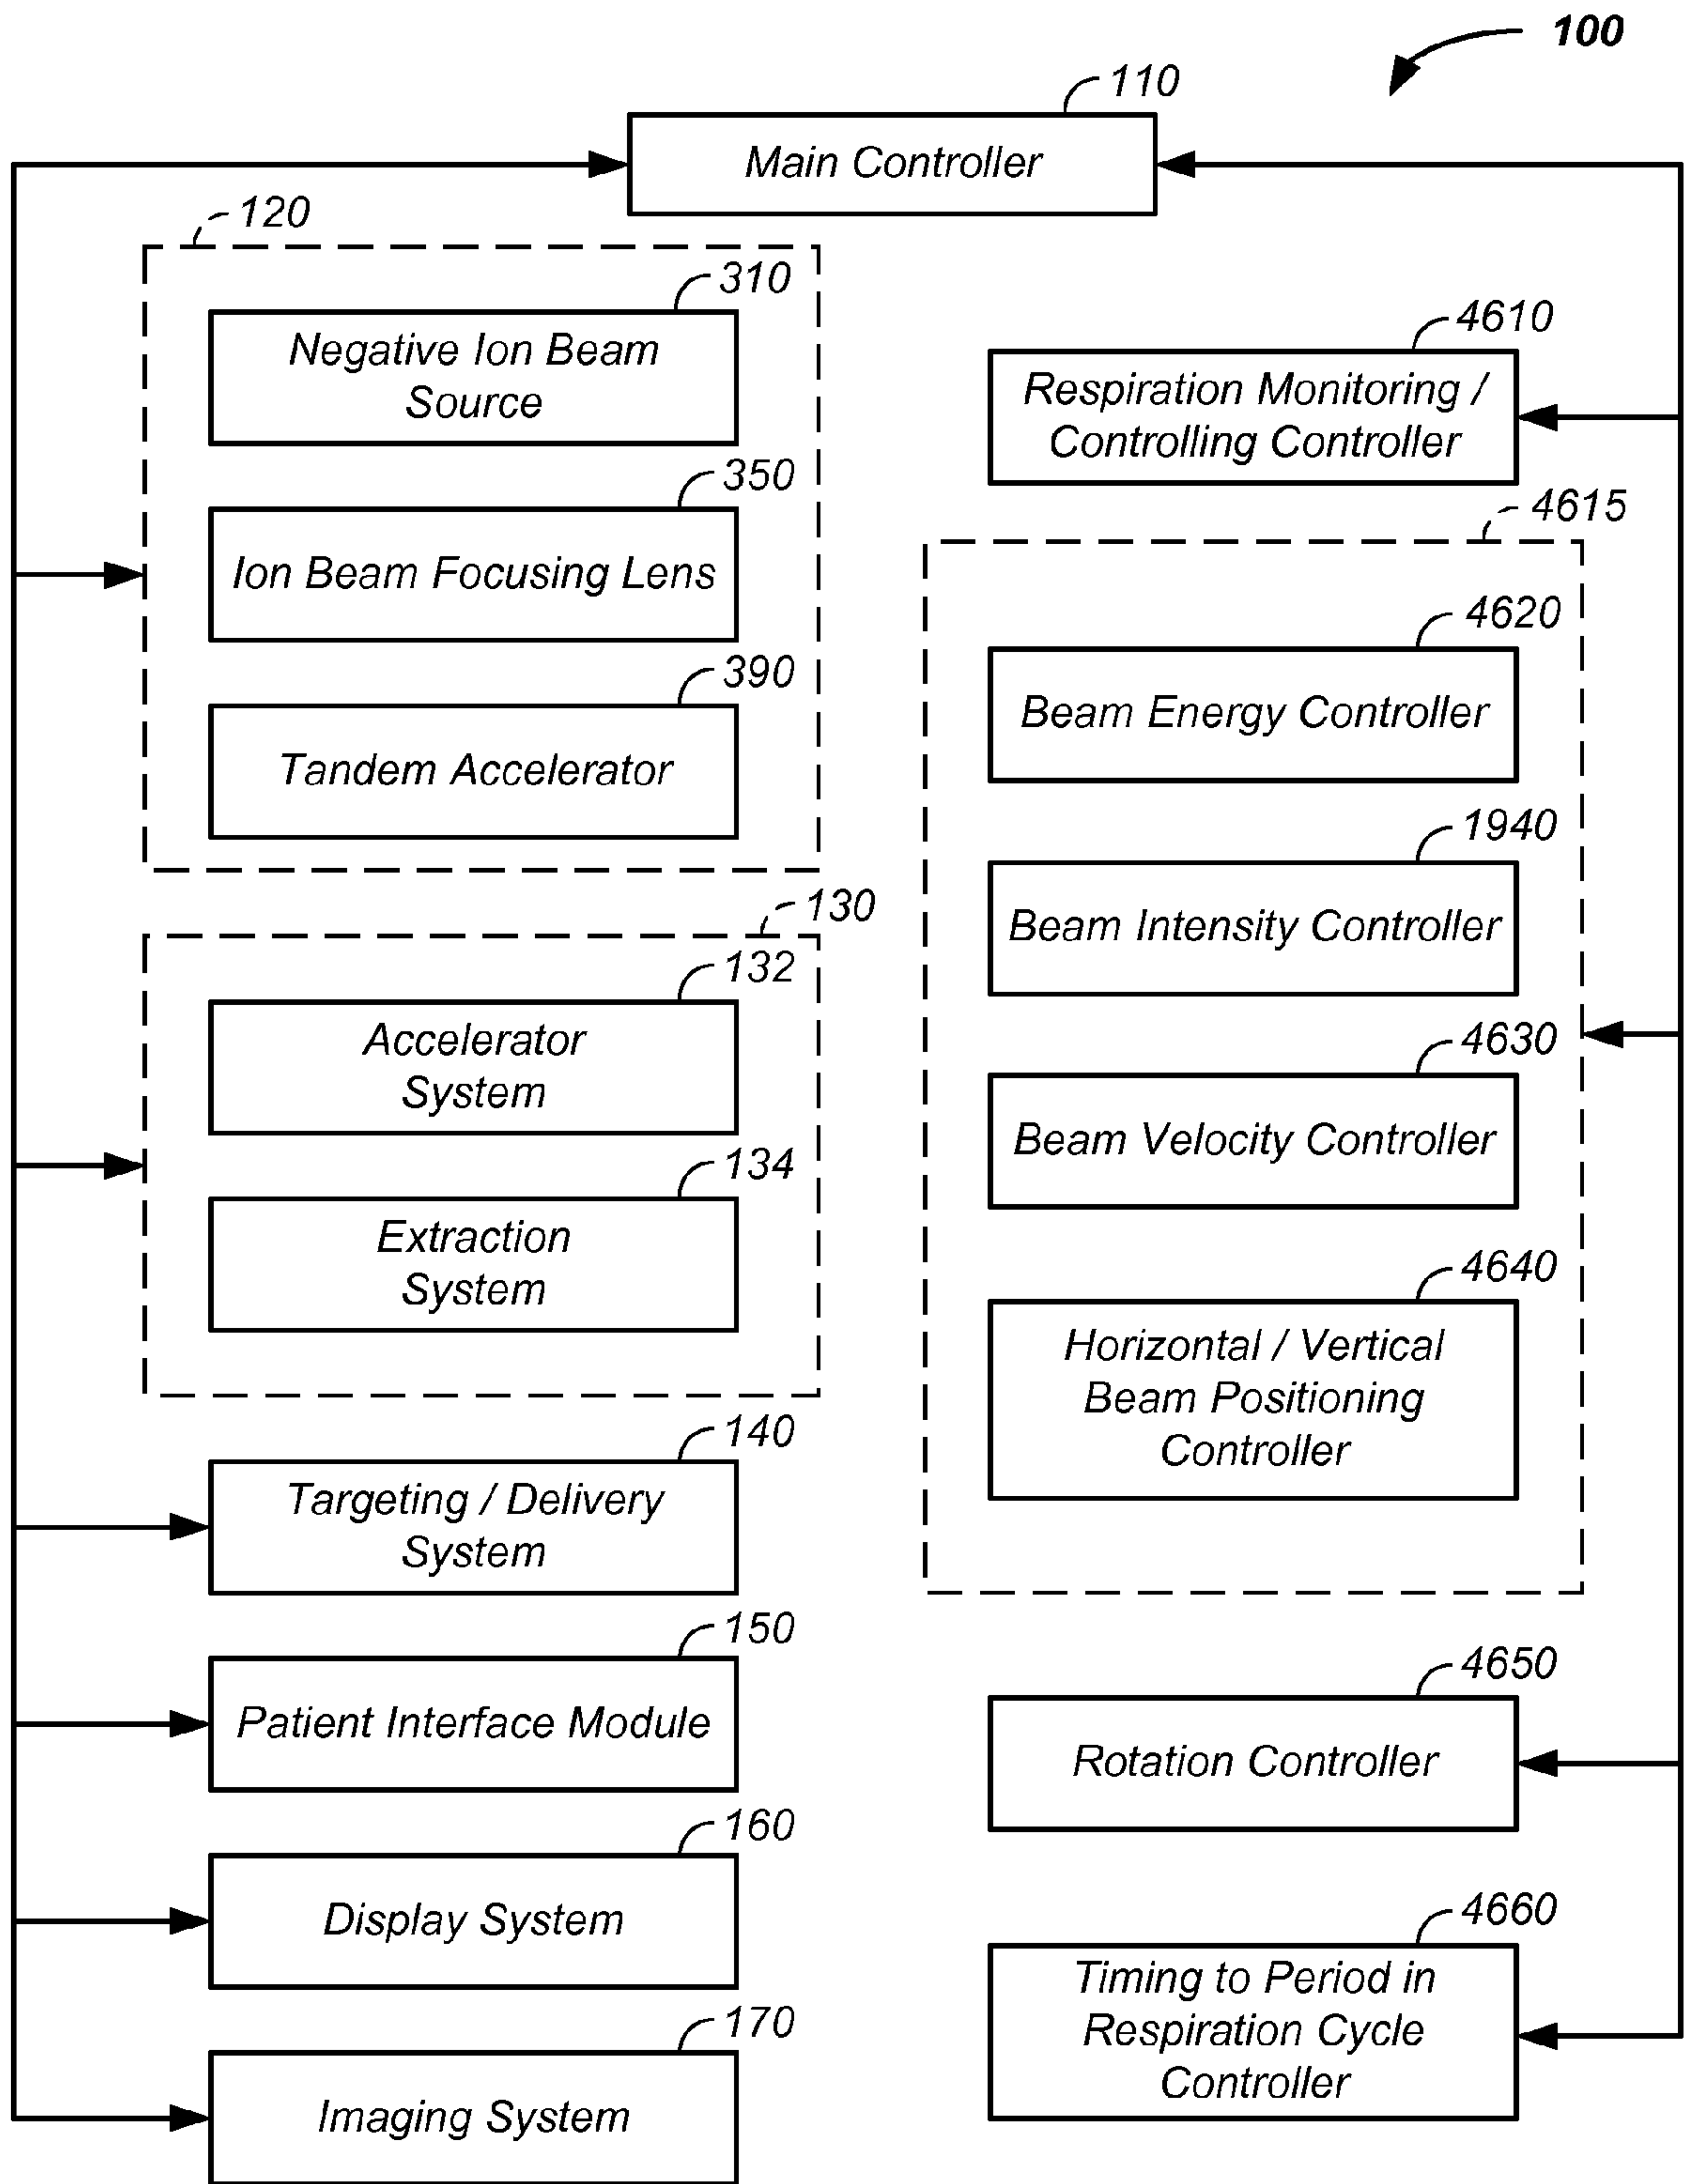 100
110
Main Controller
120
310
Negative Ion Beam
Source
350
Ion Beam Focusing Lens
390
Tandem Accelerator
130
132
Accelerator
System
134
Extraction
System
140
Targeting / Delivery
System
150
Patient Interface Module
160
Display System
170
Imaging System
4610
Respiration Monitoring /
Controlling Controller
4615
4620
Beam Energy Controller
1940
Beam Intensity Controller
4630
Beam Velocity Controller
4640
Horizontal / Vertical
Beam Positioning
Controller
4650
Rotation Controller
4660
Timing to Period in
Respiration Cycle
Controller